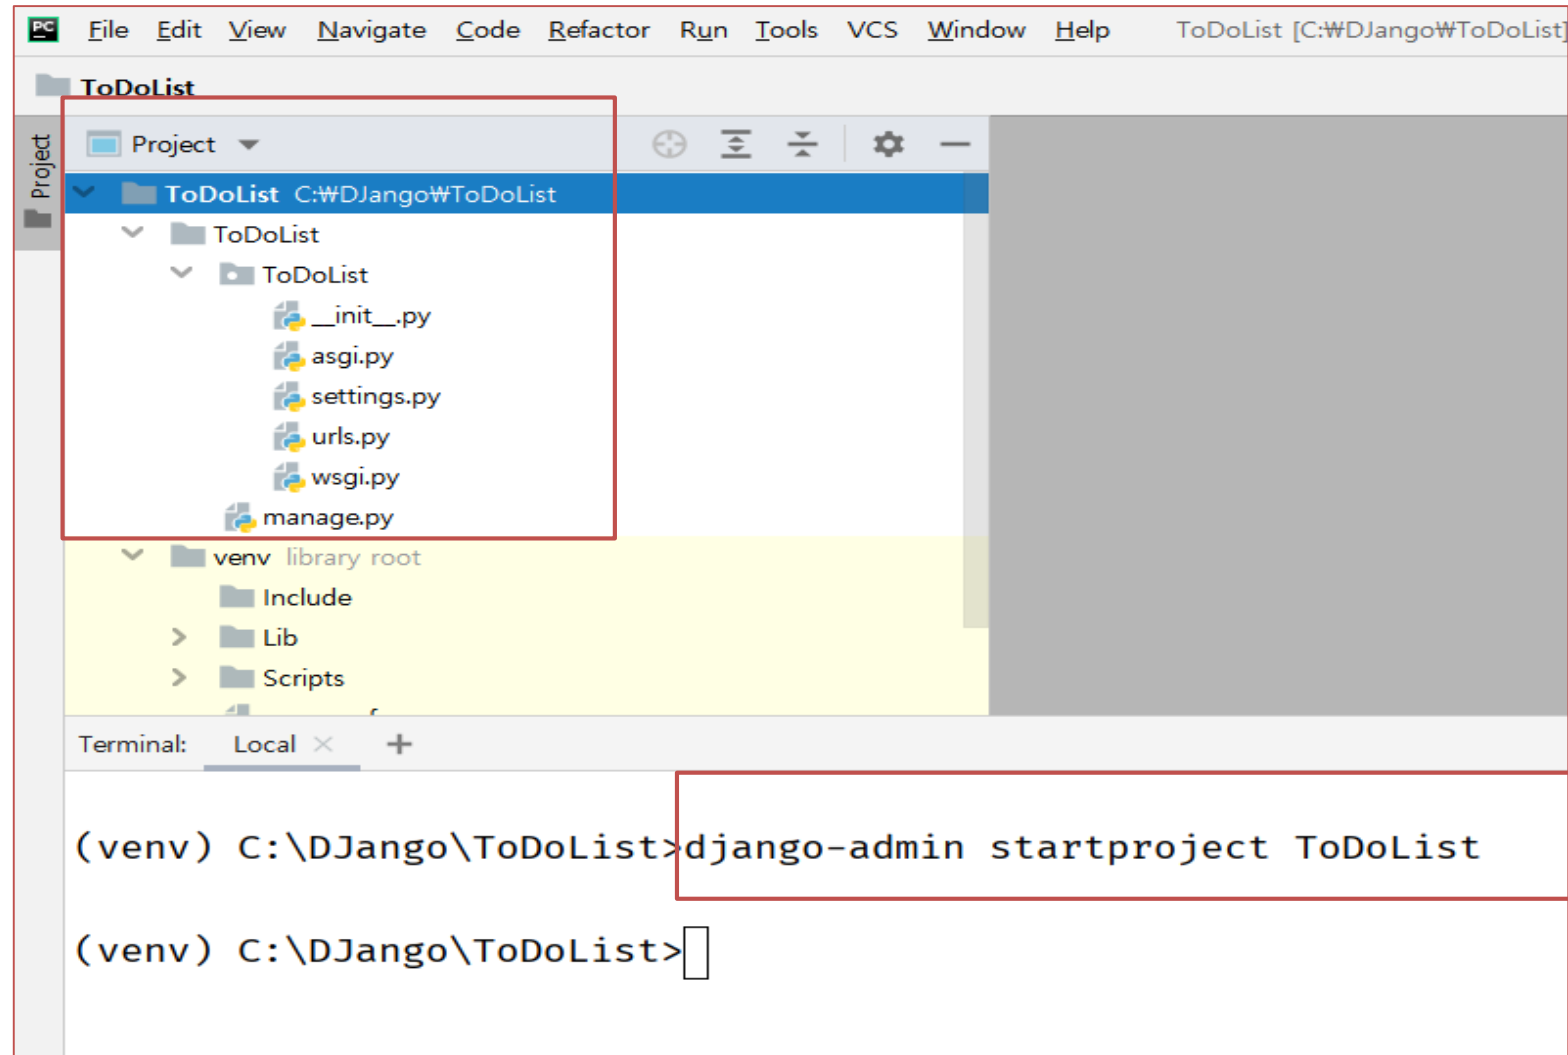 PC File Edit View Navigate Code Refactor Run Tools VCS Window Help ToDoList [C:₩DJango₩ToDoList]
ToDoList
Project
Project
ToDoList C:₩DJango₩ToDoList
ToDoList
ToDoList
__init__.py
asgi.py
settings.py
urls.py
wsgi.py
manage.py
venv library root
Include
Lib
Scripts
Terminal: Local × +
(venv) C:\DJango\ToDoList>django-admin startproject ToDoList
(venv) C:\DJango\ToDoList>